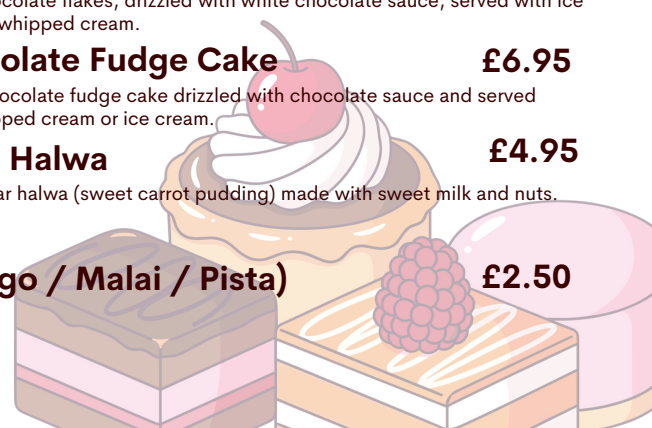 colate flakes, drizzled with white chocolate sauce, served with ice
whipped cream.
olate Fudge Cake £6.95
ocolate fudge cake drizzled with chocolate sauce and served
ped cream or ice cream.
Halwa £4.95
ar halwa (sweet carrot pudding) made with sweet milk and nuts.
go / Malai / Pista) £2.50